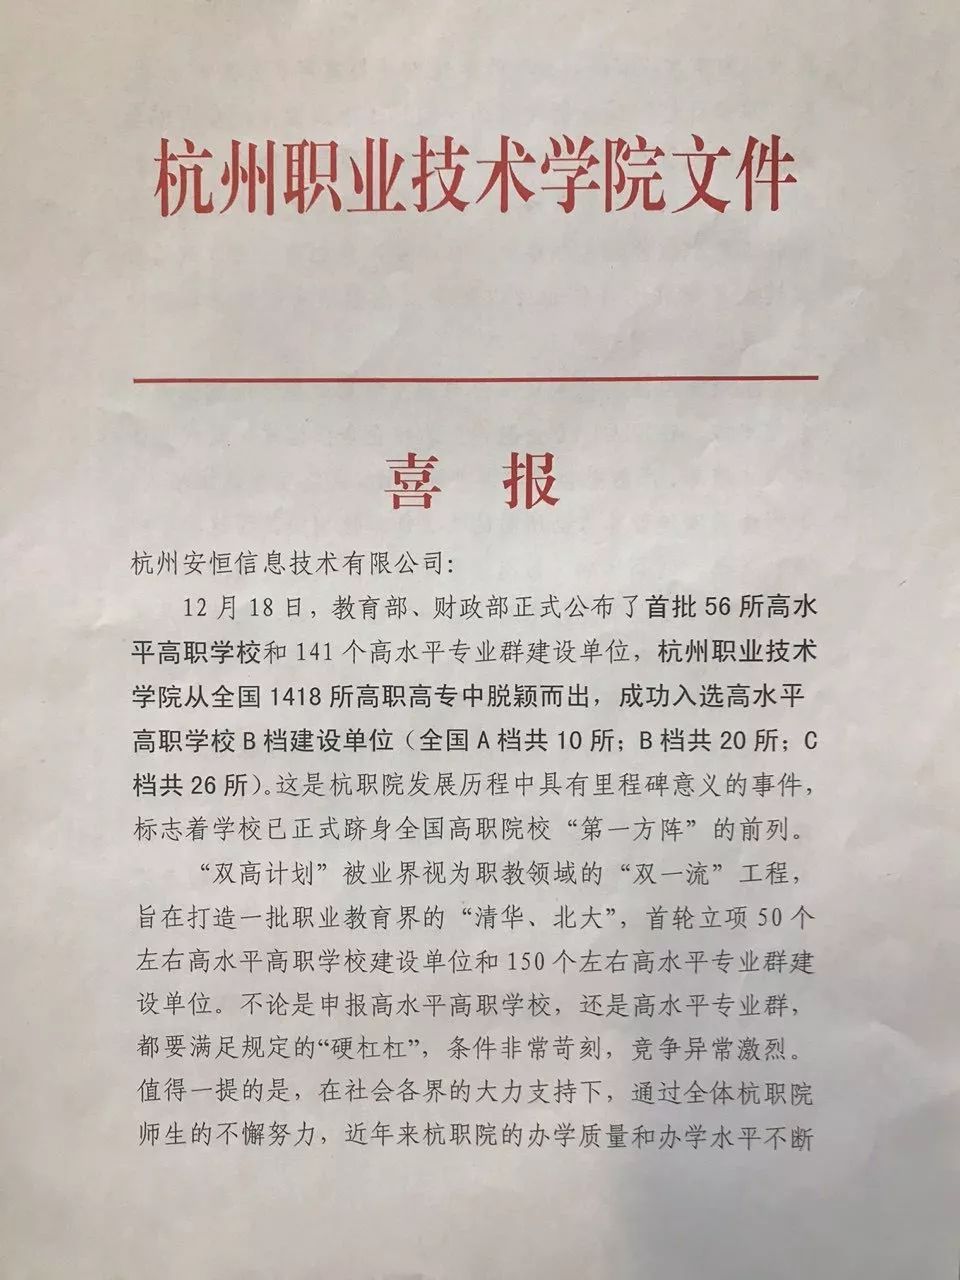 杭州职业技术学院文件
喜 报
杭州安恒信息技术有限公司：
12月18日，教育部、财政部正式公布了首批56所高水
平高职学校和141个高水平专业群建设单位，杭州职业技术
学院从全国1418所高职高专中脱颖而出，成功入选高水平
高职学校B档建设单位（全国A档共10所；B档共20所；C
档共26所）。这是杭职院发展历程中具有里程碑意义的事件，
标志着学校已正式跻身全国高职院校“第一方阵”的前列。
“双高计划”被业界视为职教领域的“双一流”工程，
旨在打造一批职业教育界的“清华、北大”，首轮立项50个
左右高水平高职学校建设单位和150个左右高水平专业群建
设单位。不论是申报高水平高职学校，还是高水平专业群，
都要满足规定的“硬杠杠”，条件非常苛刻，竞争异常激烈。
值得一提的是，在社会各界的大力支持下，通过全体杭职院
师生的不懈努力，近年来杭职院的办学质量和办学水平不断